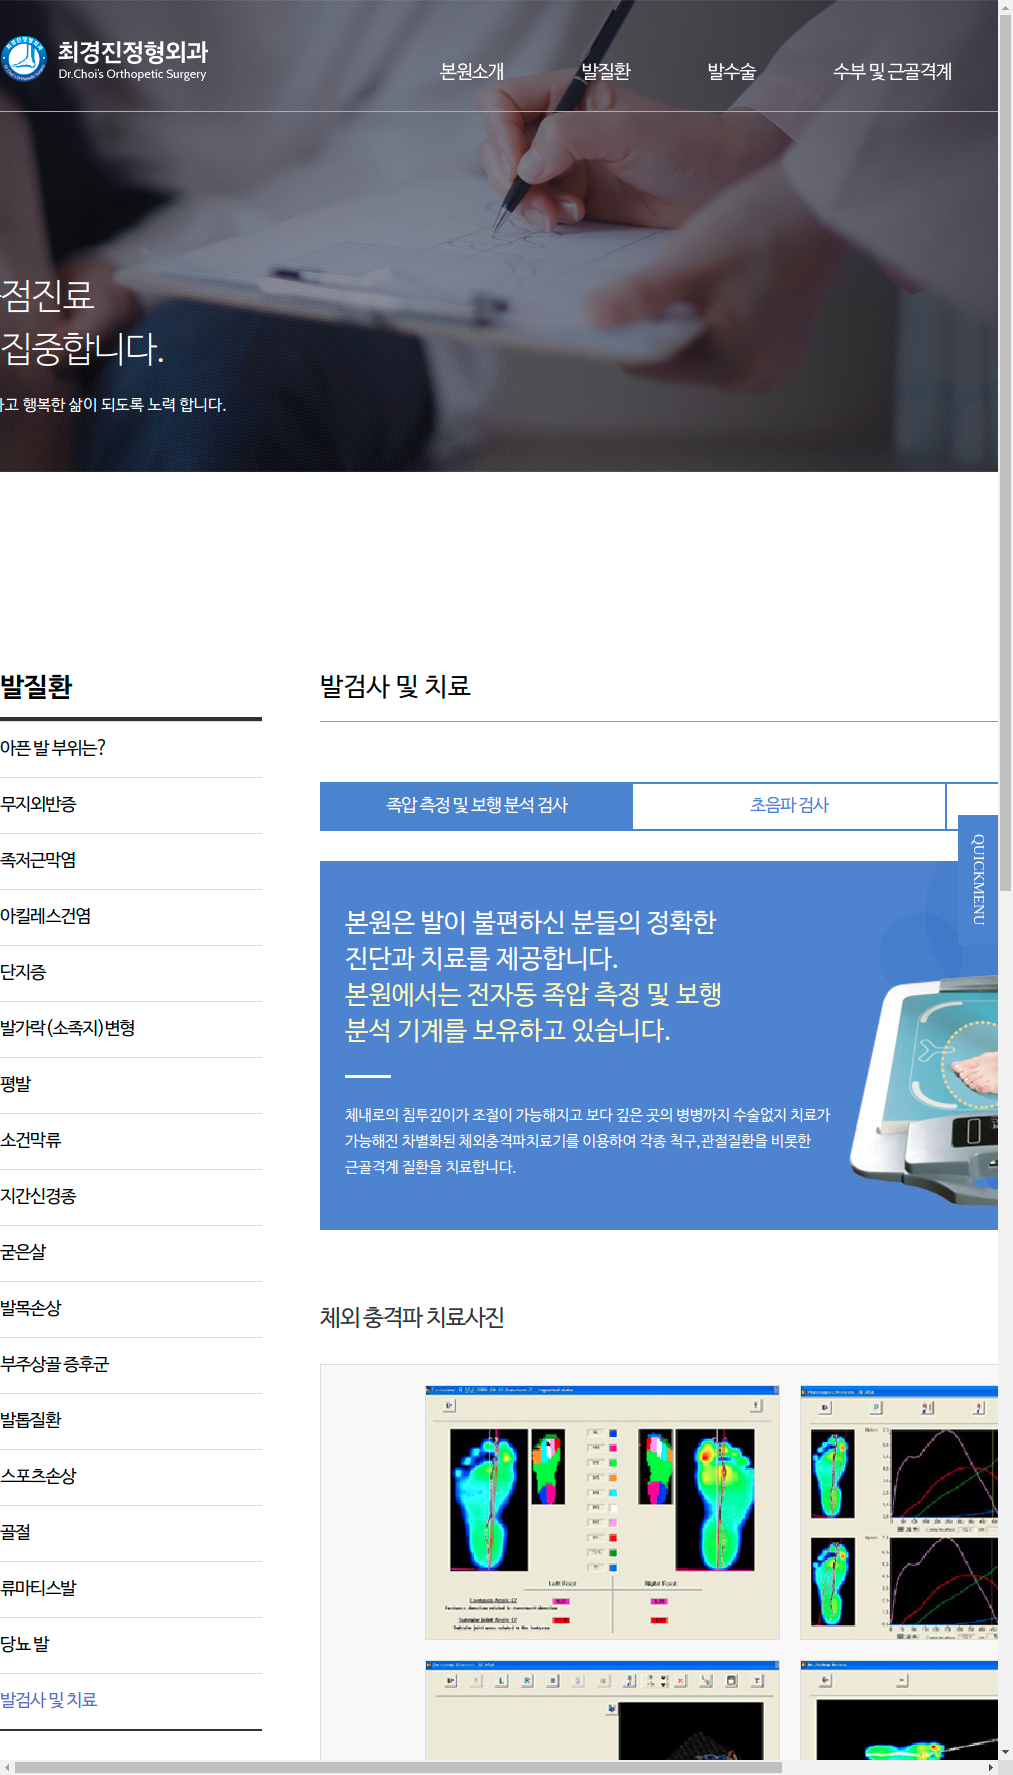 최경진정형외과
Dr.Choi's Orthopetic Surgery
본원소개
발질환
발수술
수부 및 근골격계
점진료
집중합니다.
고 행복한 삶이 되도록 노력 합니다.
발질환
아픈 발 부위는?
무지외반증
족저근막염
아킬레스건염
단지증
발가락(소족지)변형
평발
소건막류
지간신경종
굳은살
발목손상
부주상골 증후군
발톱질환
스포츠손상
골절
류마티스발
당뇨 발
발검사 및 치료
발검사 및 치료
족압 측정 및 보행 분석 검사
초음파 검사
QUICKMENU
본원은 발이 불편하신 분들의 정확한
진단과 치료를 제공합니다.
본원에서는 전자동 족압 측정 및 보행
분석 기계를 보유하고 있습니다.
체내로의 침투깊이가 조절이 가능해지고 보다 깊은 곳의 병병까지 수술없지 치료가
가능해진 차별화된 체외충격파치료기를 이용하여 각종 척구,관절질환을 비롯한
근골격계 질환을 치료합니다.
체외 충격파 치료사진
Left Foot
Right Foot